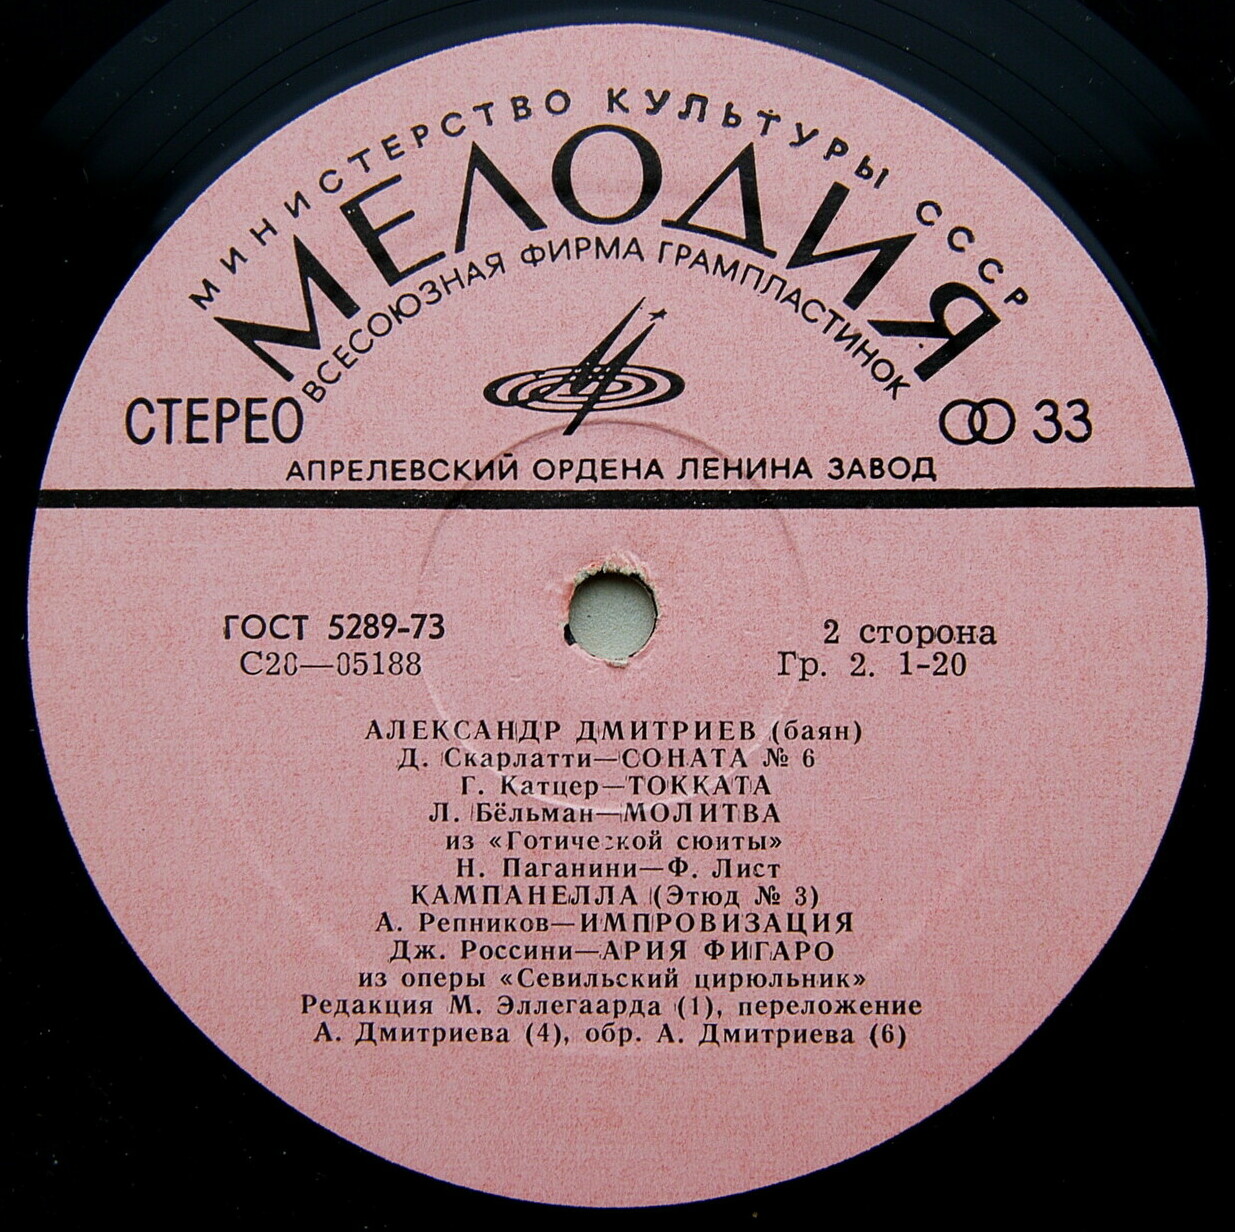 МИНИСТЕРСТВО КУЛЬТУРЫ СССР
МЕЛОДИЯ
ВСЕСОЮЗНАЯ ФИРМА ГРАМПЛАСТИНОК
СТЕРЕО
33
АПРЕЛЕВСКИЙ ОРДЕНА ЛЕНИНА ЗАВОД
ГОСТ 5289-73
С20—05188
2 сторона
Гр. 2. 1-20
АЛЕКСАНДР ДМИТРИЕВ (баян)
Д. Скарлатти—СОНАТА № 6
Г. Катцер—ТОККАТА
Л. Бёльман—МОЛИТВА
из «Готической сюиты»
Н. Паганини—Ф. Лист
КАМПАНЕЛЛА (Этюд № 3)
А. Репников—ИМПРОВИЗАЦИЯ
Дж. Россини—АРИЯ ФИГАРО
из оперы «Севильский цирюльник»
Редакция М. Эллегаарда (1), переложение
А. Дмитриева (4), обр. А. Дмитриева (6)